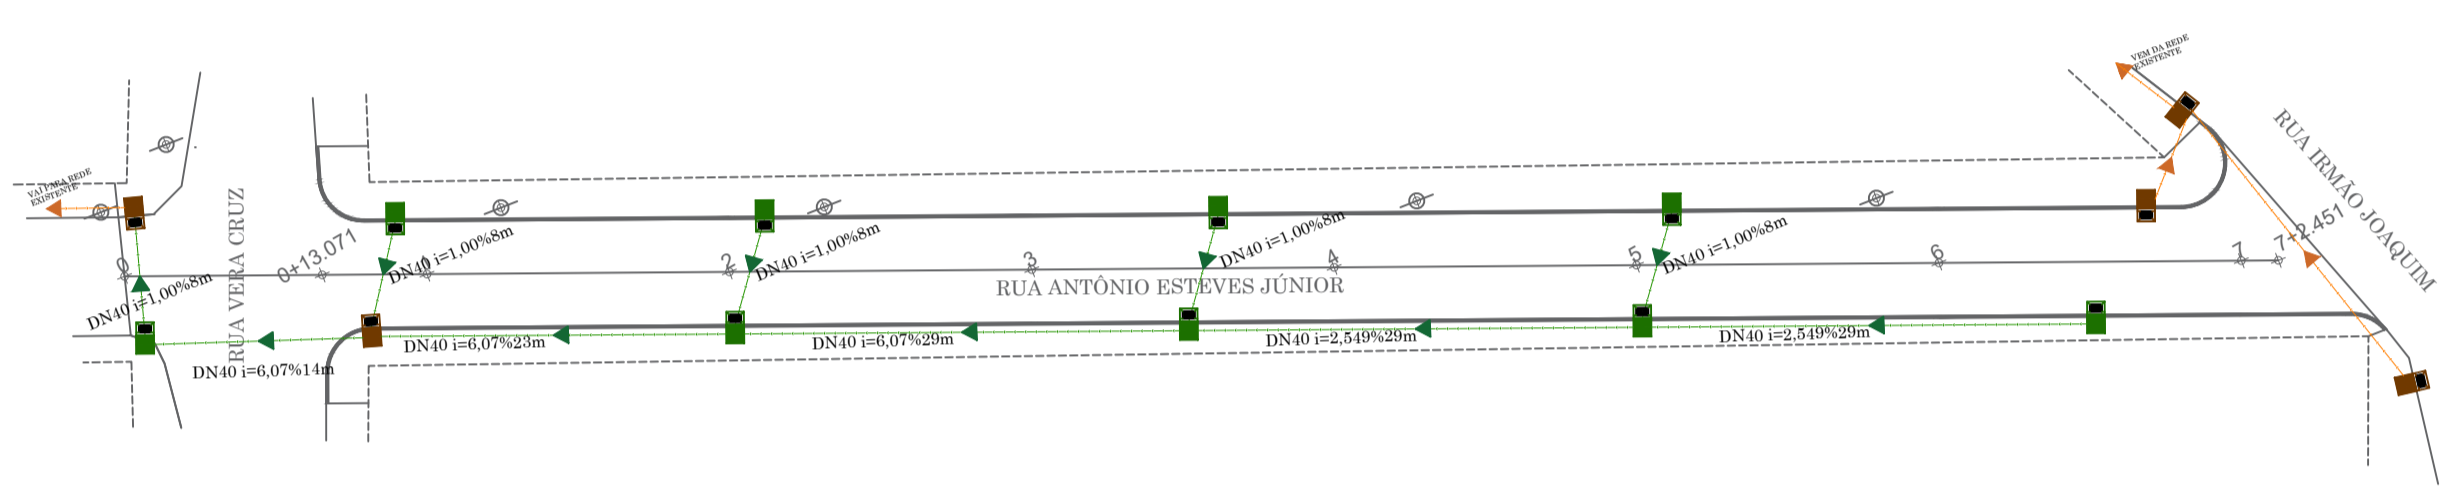 VEM DA REDE
EXISTENTE
RUA IRMÃO JOAQUIM
VAI PARA REDE
EXISTENTE
RUA VERA CRUZ
0
0+13.071
1
2
3
4
5
6
7
7+2.451
DN40 i=1,00%8m
DN40 i=1,00%8m
DN40 i=1,00%8m
DN40 i=1,00%8m
DN40 i=1,00%8m
RUA ANTÔNIO ESTEVES JÚNIOR
DN40 i=6,07%14m
DN40 i=6,07%23m
DN40 i=6,07%29m
DN40 i=2,549%29m
DN40 i=2,549%29m